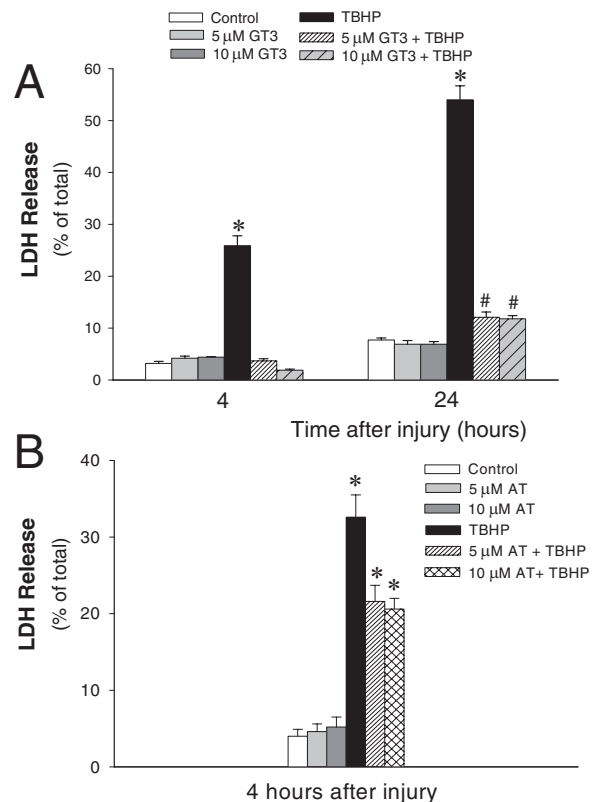 Control
5 μM GT3
10 μM GT3
TBHP
5 μM GT3 + TBHP
10 μM GT3 + TBHP
A
LDH Release
(% of total)
60
50
40
30
20
10
0
*
*
#
#
4
24
Time after injury (hours)
B
LDH Release
(% of total)
40
30
20
10
0
Control
5 μM AT
10 μM AT
TBHP
5 μM AT + TBHP
10 μM AT+ TBHP
*
*
*
4 hours after injury